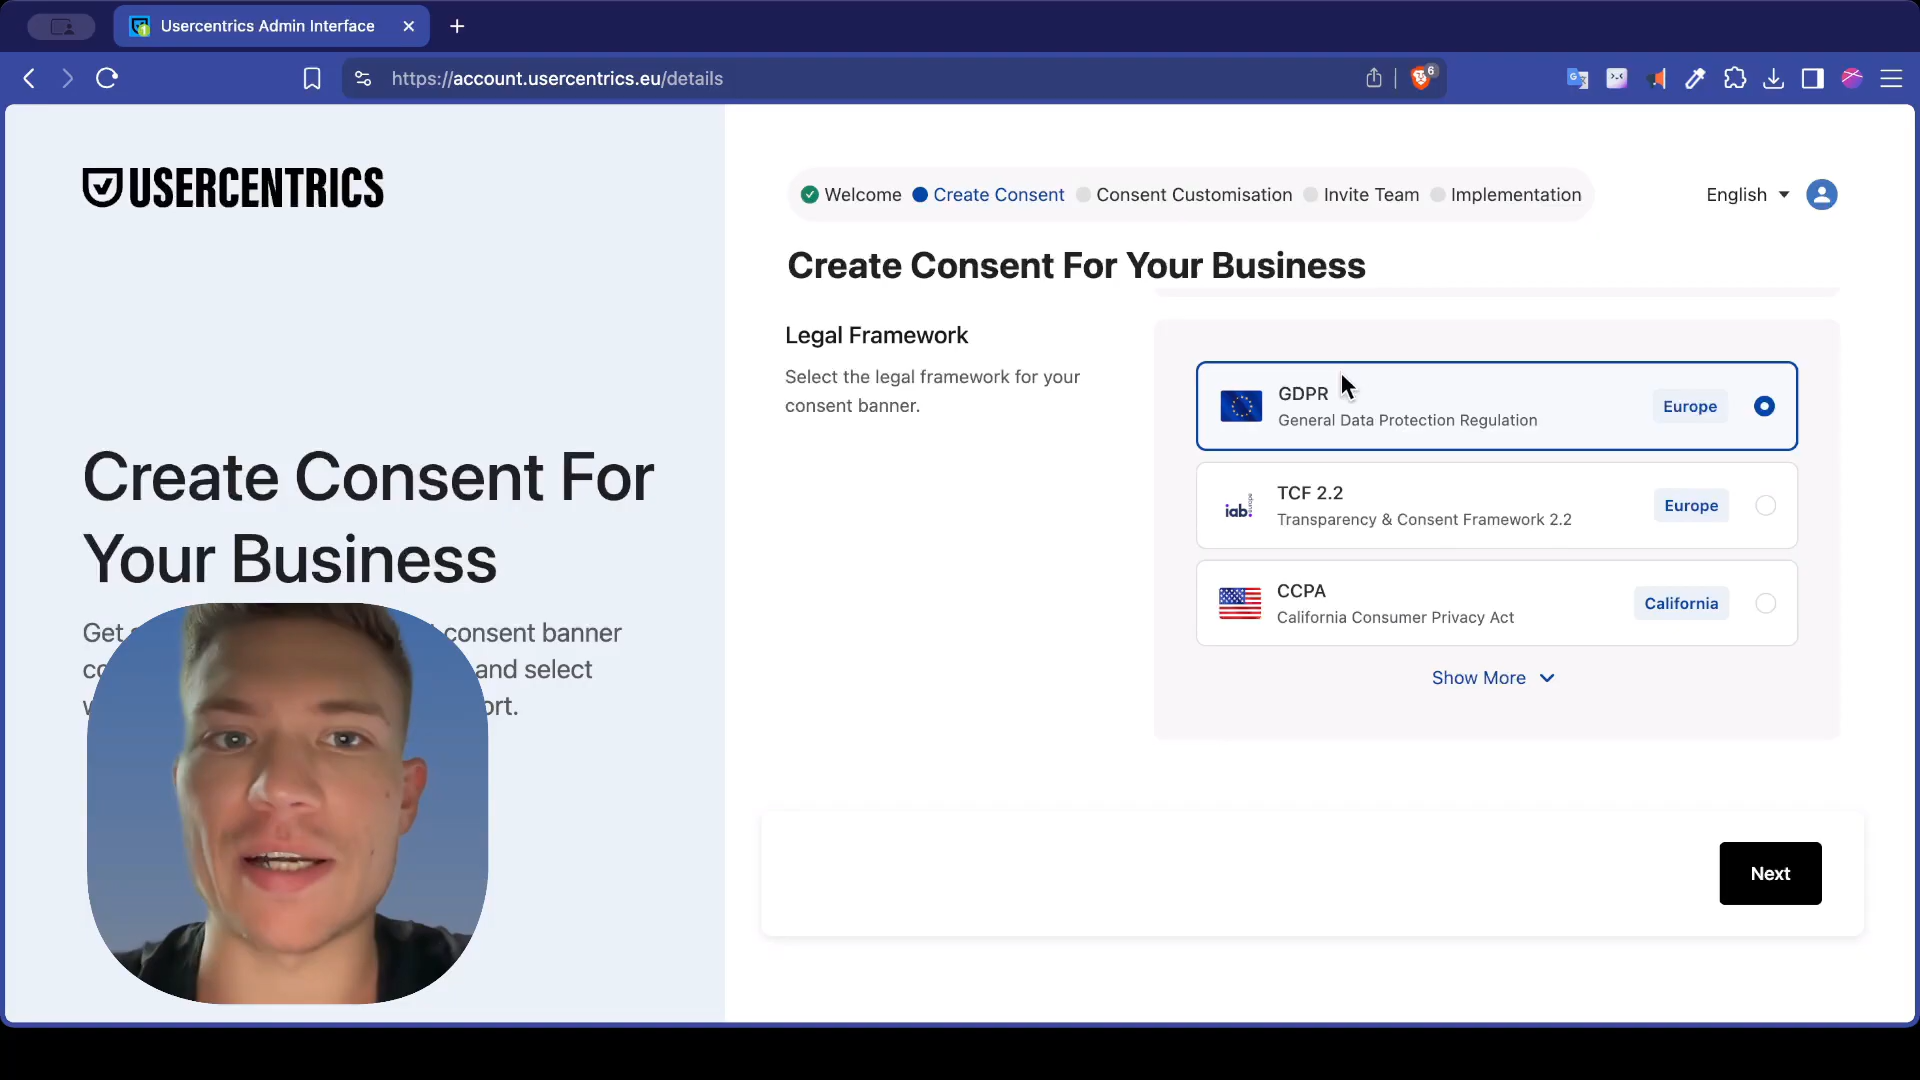 Usercentrics Admin Interface
https://account.usercentrics.eu/details
6
USERCENTRICS
Welcome
Create Consent
Consent Customisation
Invite Team
Implementation
English
Create Consent For Your Business
Legal Framework
Select the legal framework for your
consent banner.
GDPR
General Data Protection Regulation
Europe
iab europe
TCF 2.2
Transparency & Consent Framework 2.2
Europe
CCPA
California Consumer Privacy Act
California
Show More
Next
Create Consent For
Your Business
Get consent banner
and select